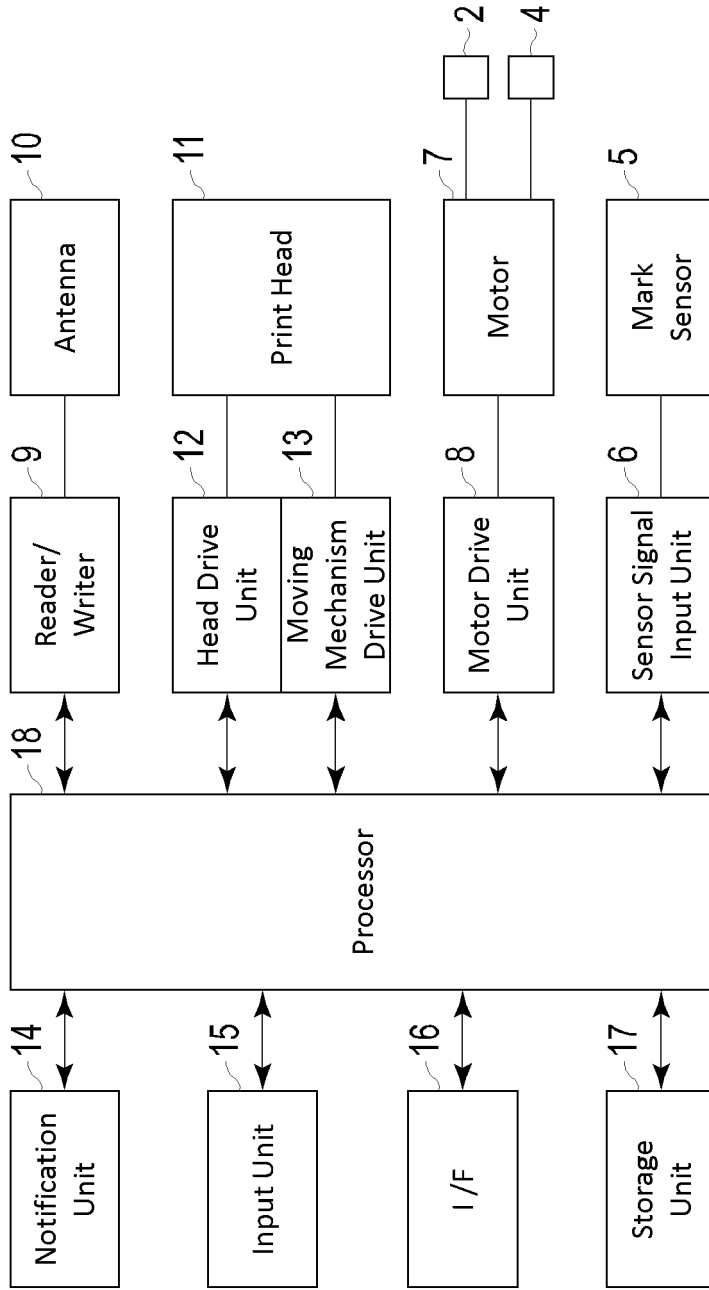 Notification
Unit
14
Input Unit
15
I/F
16
Storage
Unit
17
Processor
18
Reader/
Writer
9
Head Drive
Unit
12
Moving
Mechanism
Drive Unit
13
Motor Drive
Unit
8
Sensor Signal
Input Unit
6
Antenna
10
Print Head
11
Motor
7
Mark
Sensor
5
2
4